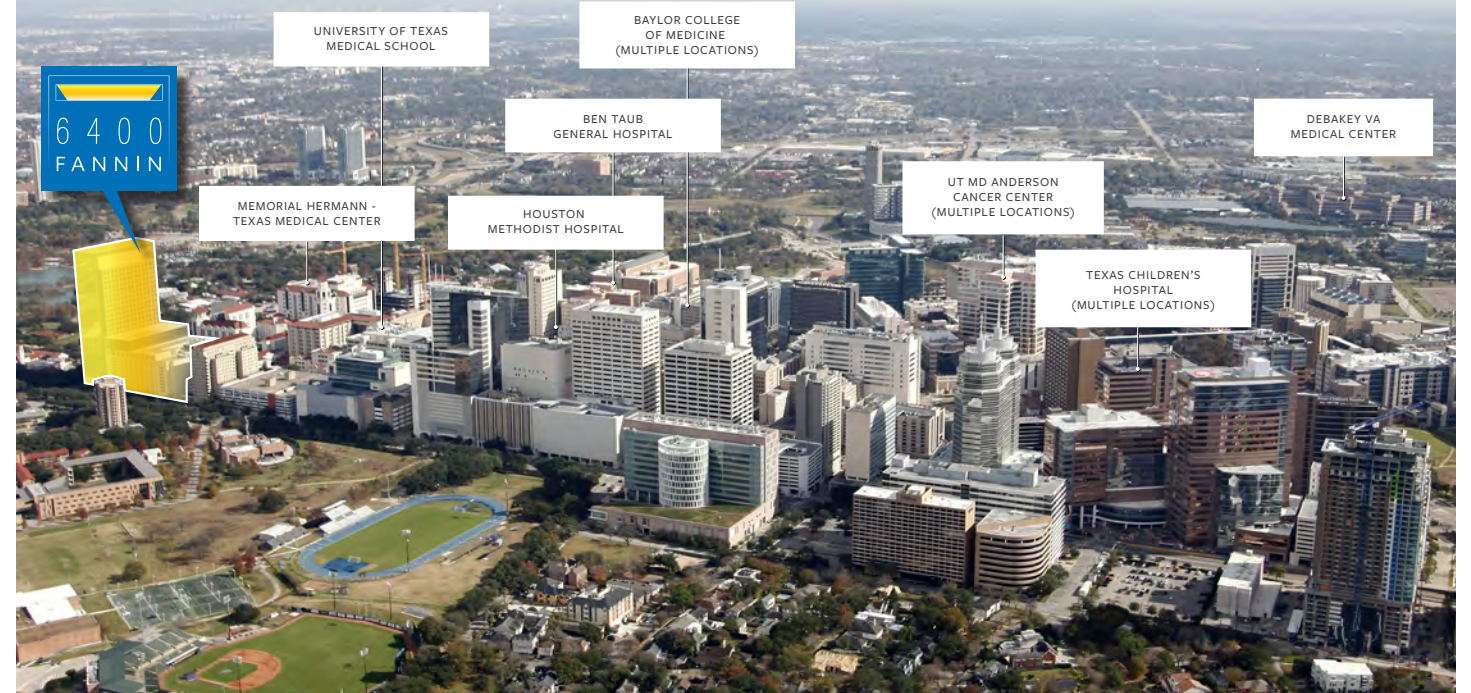 UNIVERSITY OF TEXAS
MEDICAL SCHOOL
BAYLOR COLLEGE
OF MEDICINE
(MULTIPLE LOCATIONS)
6400
FANNIN
BEN TAUB
GENERAL HOSPITAL
DEBAKEY VA
MEDICAL CENTER
MEMORIAL HERMANN -
TEXAS MEDICAL CENTER
HOUSTON
METHODIST HOSPITAL
UT MD ANDERSON
CANCER CENTER
(MULTIPLE LOCATIONS)
TEXAS CHILDREN'S
HOSPITAL
(MULTIPLE LOCATIONS)